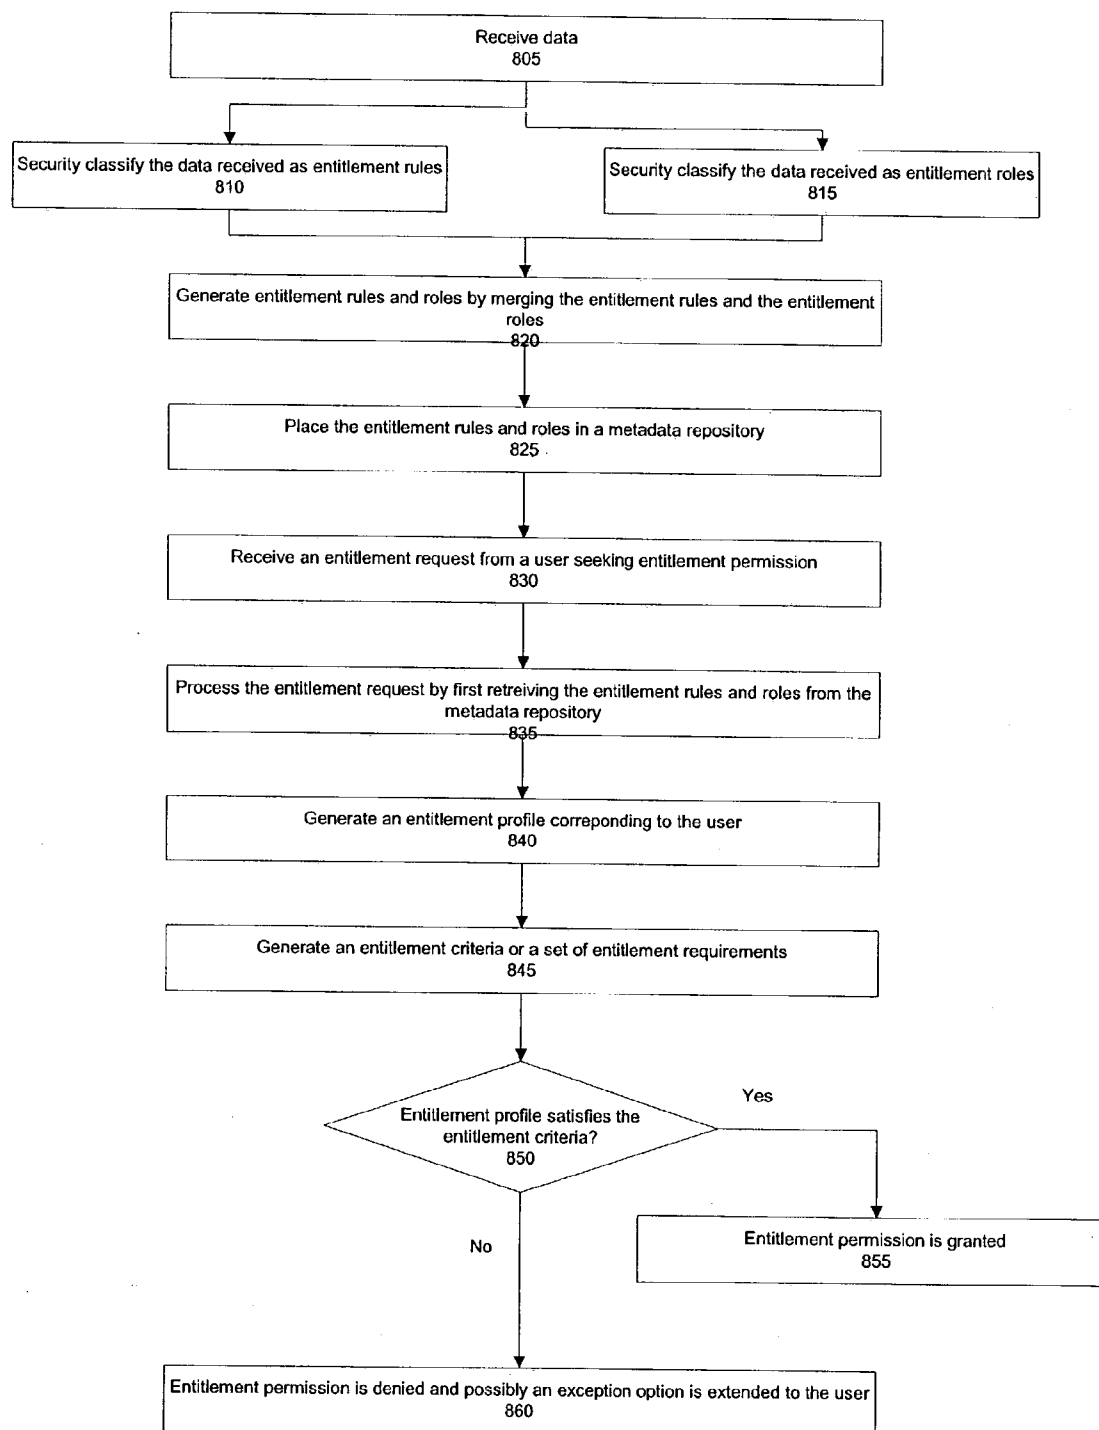 Receive data
805
Security classify the data received as entitlement rules
810
Security classify the data received as entitlement roles
815
Generate entitlement rules and roles by merging the entitlement rules and the entitlement
roles
820
Place the entitlement rules and roles in a metadata repository
825
Receive an entitlement request from a user seeking entitlement permission
830
Process the entitlement request by first retreiving the entitlement rules and roles from the
metadata repository
835
Generate an entitlement profile correponding to the user
840
Generate an entitlement criteria or a set of entitlement requirements
845
Entitlement profile satisfies the
entitlement criteria?
850
Yes
No
Entitlement permission is granted
855
Entitlement permission is denied and possibly an exception option is extended to the user
860